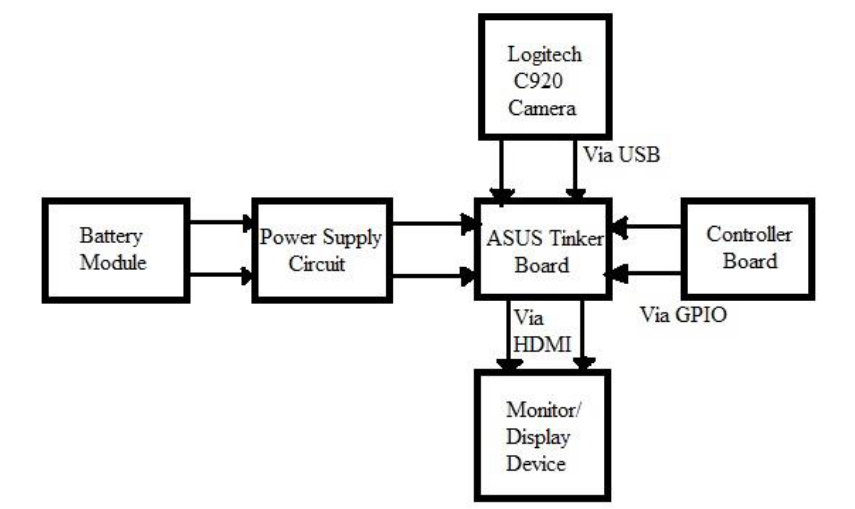 Logitech
C920
Camera
Via USB
Battery
Module
Power Supply
Circuit
ASUS Tinker
Board
Controller
Board
Via GPIO
Via
HDMI
Monitor/
Display
Device